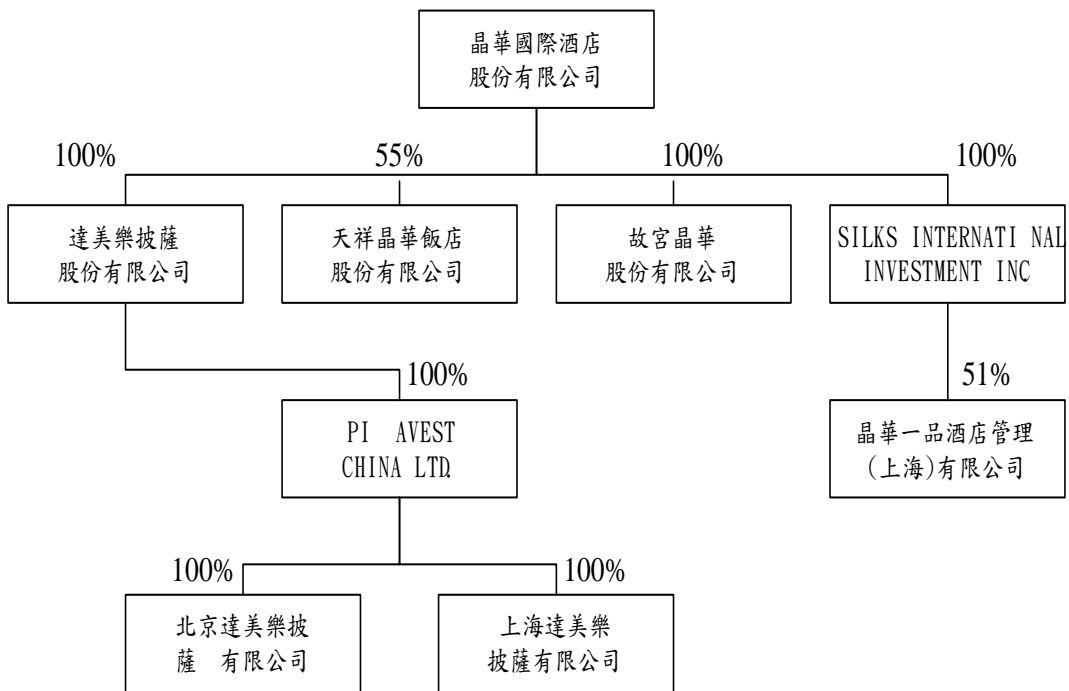 晶華國際酒店
股份有限公司
100%
55%
100%
100%
達美樂披薩
股份有限公司
天祥晶華飯店
股份有限公司
故宮晶華
股份有限公司
SILKS INTERNATI NAL
INVESTMENT INC
100%
51%
PI AVEST
CHINA LTD.
晶華一品酒店管理
(上海)有限公司
100%
100%
北京達美樂披
薩 有限公司
上海達美樂
披薩有限公司